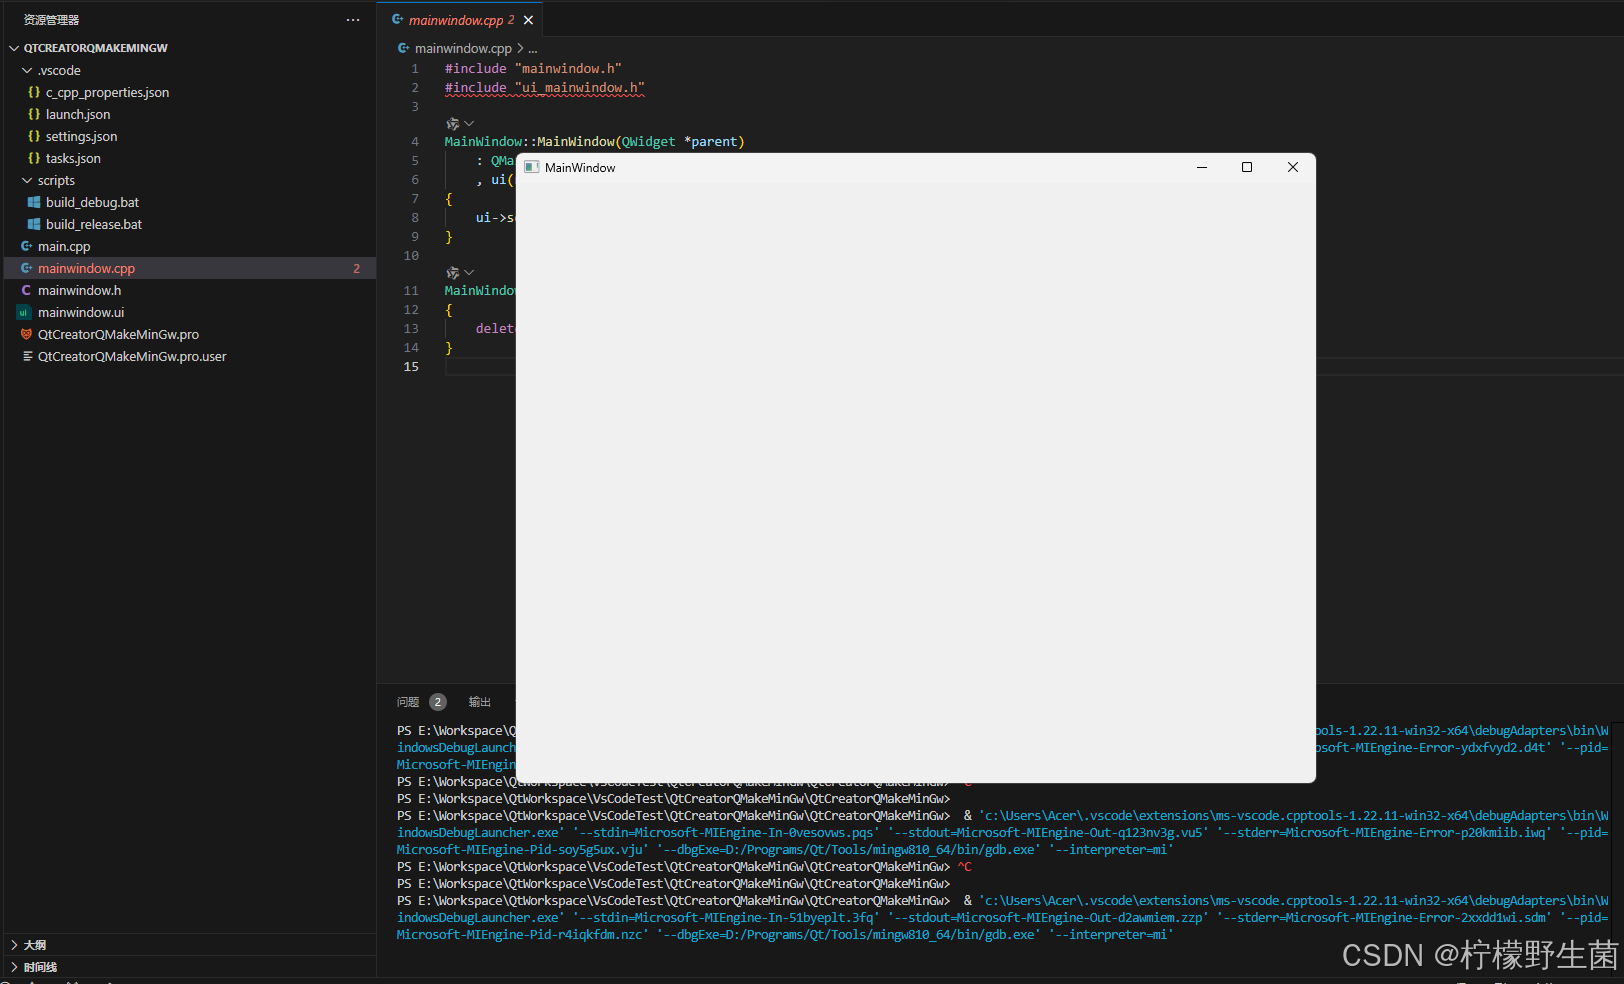 资源管理器
QTCREATORQMAKEMINGW
.vscode
c_cpp_properties.json
launch.json
settings.json
tasks.json
scripts
build_debug.bat
build_release.bat
main.cpp
mainwindow.cpp 2
mainwindow.h
mainwindow.ui
QtCreatorQMakeMinGw.pro
QtCreatorQMakeMinGw.pro.user
大纲
时间线
mainwindow.cpp 2
mainwindow.cpp > ...
1 #include "mainwindow.h"
2 #include "ui_mainwindow.h"
3
4 MainWindow::MainWindow(QWidget *parent)
5 : QMa
6 , ui(
7 {
8 ui->s
9 }
10
11 MainWindow
12 {
13 delete
14 }
15
MainWindow
问题 2 输出
PS E:\Workspace\Q ools-1.22.11-win32-x64\debugAdapters\bin\W
indowsDebugLaunch osoft-MIEngine-Error-ydxfvyd2.d4t' '--pid=
Microsoft-MIEngin
PS E:\Workspace\QtWorkspace\VsCodeTest\QtCreatorQMakeMinGw\QtCreatorQMakeMinGw> ^C
PS E:\Workspace\QtWorkspace\VsCodeTest\QtCreatorQMakeMinGw\QtCreatorQMakeMinGw>
PS E:\Workspace\QtWorkspace\VsCodeTest\QtCreatorQMakeMinGw\QtCreatorQMakeMinGw> & 'c:\Users\Acer\.vscode\extensions\ms-vscode.cpptools-1.22.11-win32-x64\debugAdapters\bin\W
indowsDebugLauncher.exe' '--stdin=Microsoft-MIEngine-In-0vesovws.pqs' '--stdout=Microsoft-MIEngine-Out-q123nv3g.vu5' '--stderr=Microsoft-MIEngine-Error-p20kmiib.iwq' '--pid=
Microsoft-MIEngine-Pid-soy5g5ux.vju' '--dbgExe=D:/Programs/Qt/Tools/mingw810_64/bin/gdb.exe' '--interpreter=mi'
PS E:\Workspace\QtWorkspace\VsCodeTest\QtCreatorQMakeMinGw\QtCreatorQMakeMinGw> ^C
PS E:\Workspace\QtWorkspace\VsCodeTest\QtCreatorQMakeMinGw\QtCreatorQMakeMinGw>
PS E:\Workspace\QtWorkspace\VsCodeTest\QtCreatorQMakeMinGw\QtCreatorQMakeMinGw> & 'c:\Users\Acer\.vscode\extensions\ms-vscode.cpptools-1.22.11-win32-x64\debugAdapters\bin\W
indowsDebugLauncher.exe' '--stdin=Microsoft-MIEngine-In-51byeplt.3fq' '--stdout=Microsoft-MIEngine-Out-d2awmiem.zzp' '--stderr=Microsoft-MIEngine-Error-2xxdd1wi.sdm' '--pid=
Microsoft-MIEngine-Pid-r4iqkfdm.nzc' '--dbgExe=D:/Programs/Qt/Tools/mingw810_64/bin/gdb.exe' '--interpreter=mi'
CSDN @柠檬野生菌